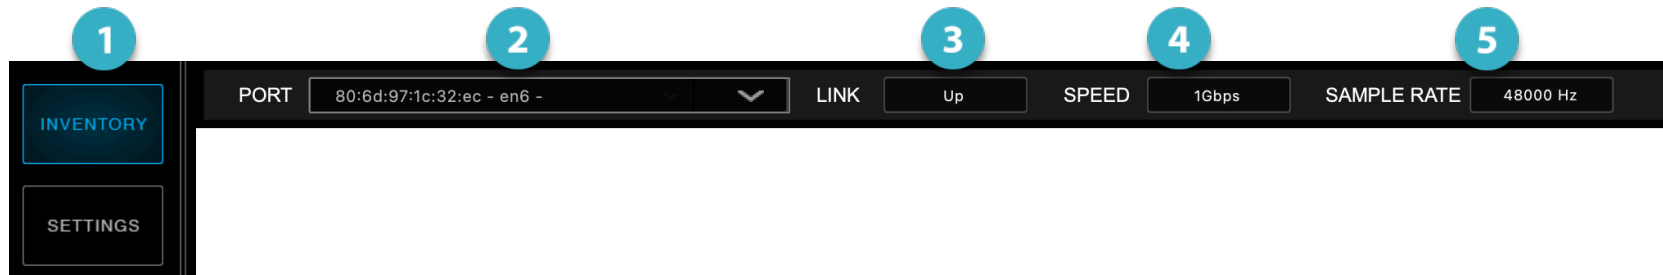 1 2 3 4 5
INVENTORY
SETTINGS
PORT 80:6d:97:1c:32:ec - en6 - LINK Up SPEED 1Gbps SAMPLE RATE 48000 Hz